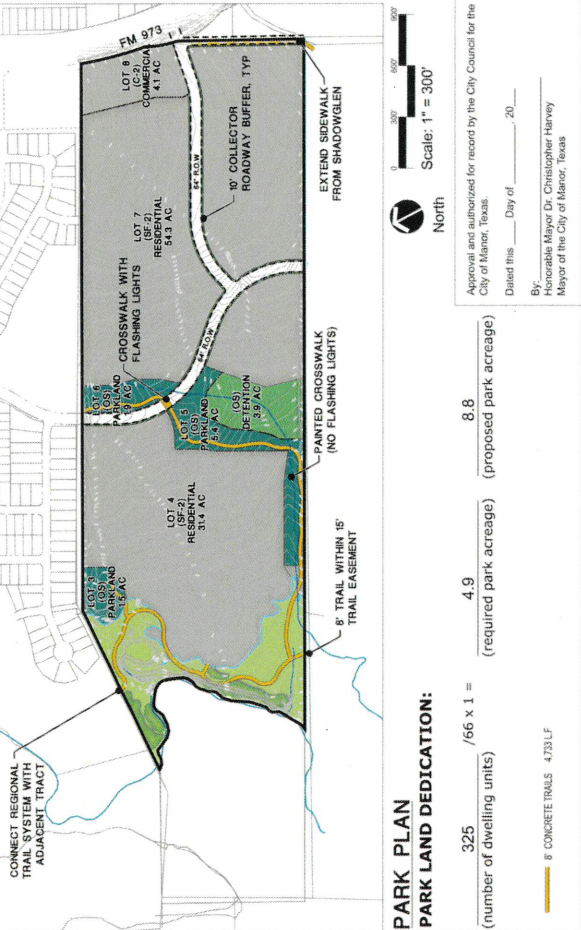 CONNECT REGIONAL
TRAIL SYSTEM WITH
ADJACENT TRACT
LOT 3
(OS)
PARKLAND
1.5 AC
LOT 4
(SF-2)
RESIDENTIAL
31.4 AC
LOT 6
(OS)
PARKLAND
1.9 AC
LOT 5
(OS)
PARKLAND
5.4 AC
(OS)
DETENTION
3.9 AC
CROSSWALK WITH
FLASHING LIGHTS
LOT 7
(SF-2)
RESIDENTIAL
54.3 AC
64' R.O.W
64' R.O.W
LOT 8
(C-2)
COMMERCIAL
4.1 AC
FM 973
10' COLLECTOR
ROADWAY BUFFER, TYP
6' TRAIL WITHIN 15'
TRAIL EASEMENT
PAINTED CROSSWALK
(NO FLASHING LIGHTS)
EXTEND SIDEWALK
FROM SHADOWGLEN
PARK PLAN
PARK LAND DEDICATION:
325 /66 x 1 = 4.9 8.8
(number of dwelling units) (required park acreage) (proposed park acreage)
8' CONCRETE TRAILS 4,733 L.F
North
0 300' 600' 900'
Scale: 1" = 300'
Approval and authorized for record by the City Council for the
City of Manor, Texas.
Dated this ____ Day of ________, 20__
By:
Honorable Mayor Dr. Christopher Harvey
Mayor of the City of Manor, Texas